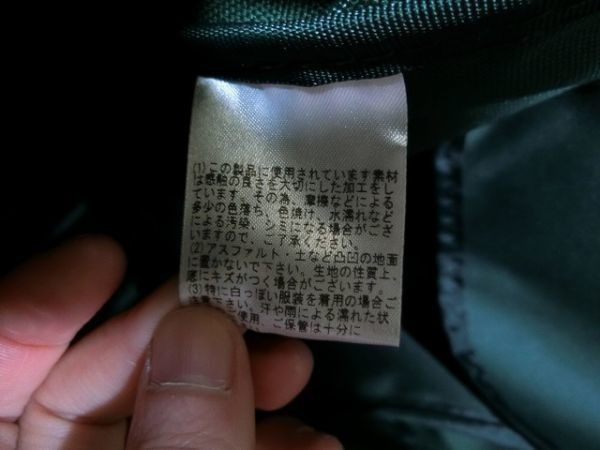 (1)この製品に使用されています素材
は感触の良さを大切にした加工をし
ています。その為、摩擦などによる
多少の色落ち、色焼け、水濡れなど
による汚染、シミになる場合がござ
いますので、ご了承ください。
(2)アスファルト・土など凸凹の地面
に置かないで下さい。生地の性質上、
底にキズがつく場合がございます。
(3)特に白っぽい服装を着用の場合ご
注意下さい。汗や雨による濡れた状
使用、ご保管は十分に